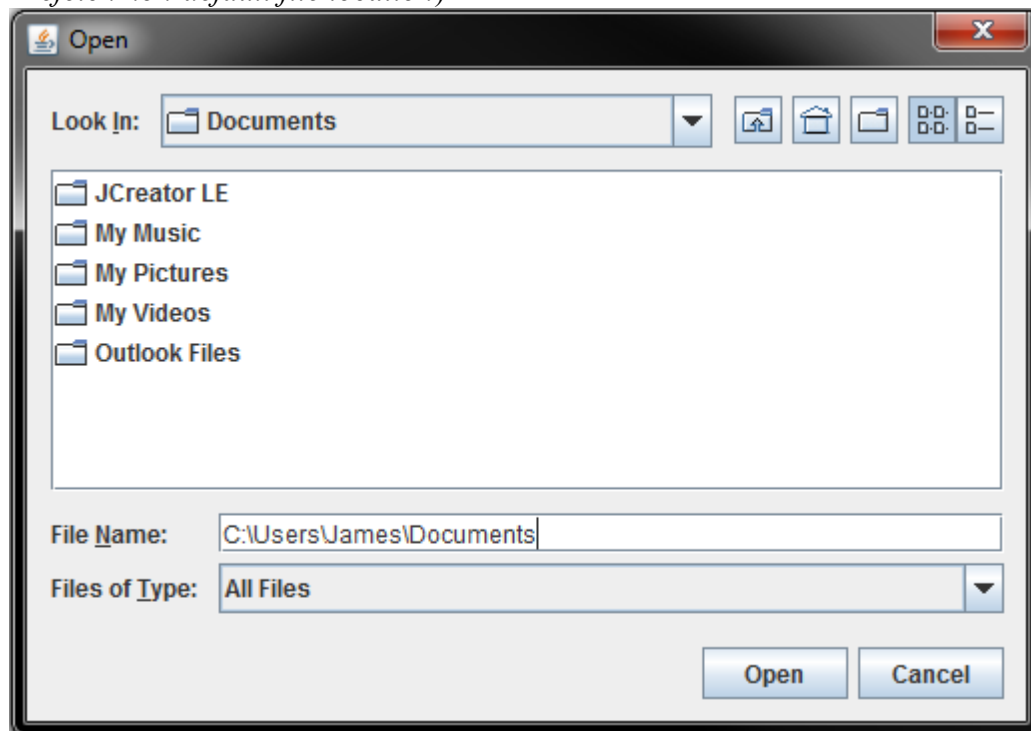 Open
Look In: Documents
JCreator LE
My Music
My Pictures
My Videos
Outlook Files
File Name: C:\Users\James\Documents
Files of Type: All Files
Open Cancel